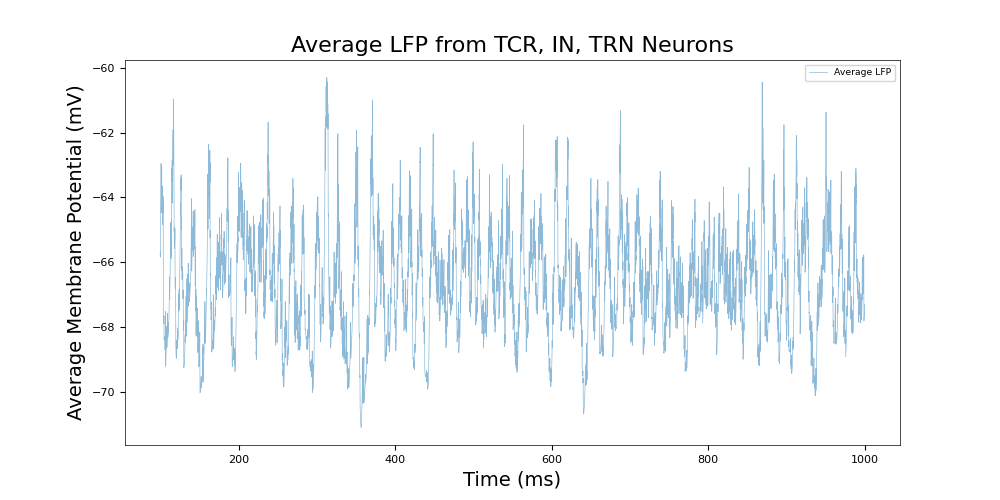 Average LFP from TCR, IN, TRN Neurons
Average LFP
Average Membrane Potential (mV)
−60
−62
−64
−66
−68
−70
200
400
600
800
1000
Time (ms)